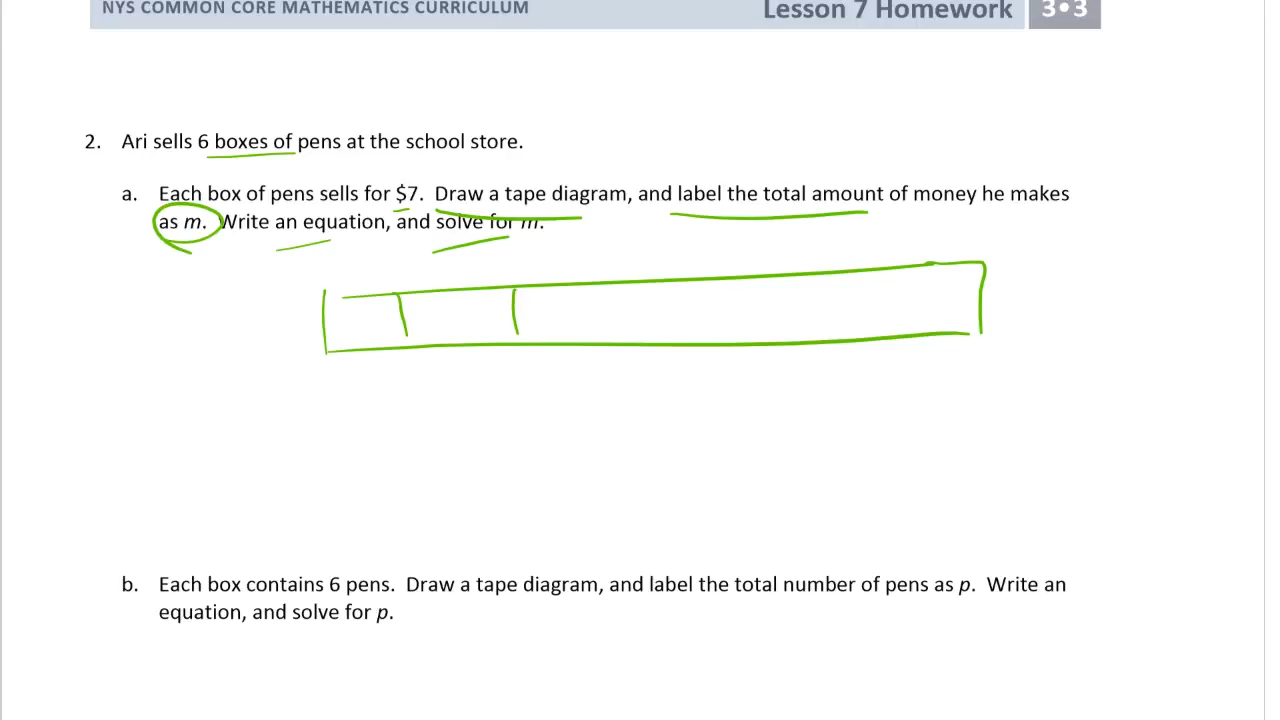 NYS COMMON CORE MATHEMATICS CURRICULUM
Lesson 7 Homework
3•3
2. Ari sells 6 boxes of pens at the school store.
a. Each box of pens sells for $7. Draw a tape diagram, and label the total amount of money he makes
as m. Write an equation, and solve for m.
b. Each box contains 6 pens. Draw a tape diagram, and label the total number of pens as p. Write an
equation, and solve for p.